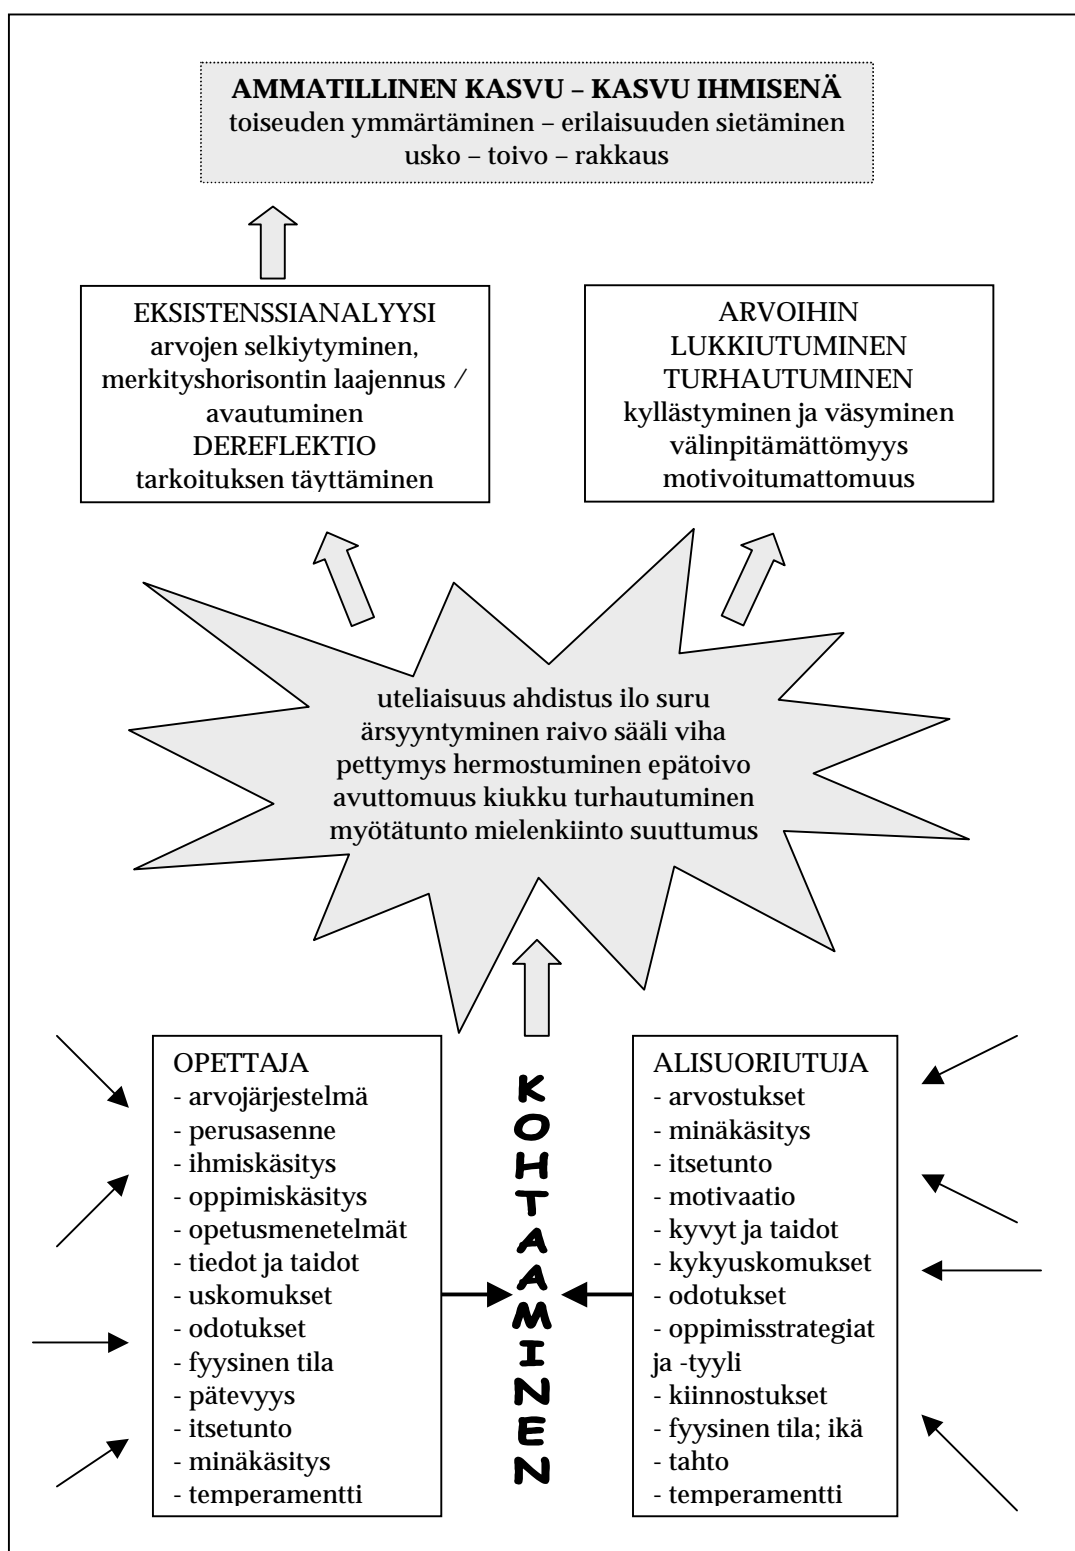 AMMATILLINEN KASVU – KASVU IHMISENÄ
toiseuden ymmärtäminen – erilaisuuden sietäminen
usko – toivo – rakkaus
EKSISTENSSIANALYYSI
arvojen selkiytyminen,
merkityshorisontin laajennus /
avautuminen
DEREFLEKTIO
tarkoituksen täyttäminen
ARVOIHIN
LUKKIUTUMINEN
TURHAUTUMINEN
kyllästyminen ja väsyminen
välinpitämättömyys
motivoitumattomuus
uteliaisuus ahdistus ilo suru
ärsyyntyminen raivo sääli viha
pettymys hermostuminen epätoivo
avuttomuus kiukku turhautuminen
myötätunto mielenkiinto suuttumus
OPETTAJA
- arvojärjestelmä
- perusasenne
- ihmiskäsitys
- oppimiskäsitys
- opetusmenetelmät
- tiedot ja taidot
- uskomukset
- odotukset
- fyysinen tila
- pätevyys
- itsetunto
- minäkäsitys
- temperamentti
KOHTAAMINEN
ALISUORIUTUJA
- arvostukset
- minäkäsitys
- itsetunto
- motivaatio
- kyvyt ja taidot
- kykyuskomukset
- odotukset
- oppimisstrategiat
ja -tyyli
- kiinnostukset
- fyysinen tila; ikä
- tahto
- temperamentti